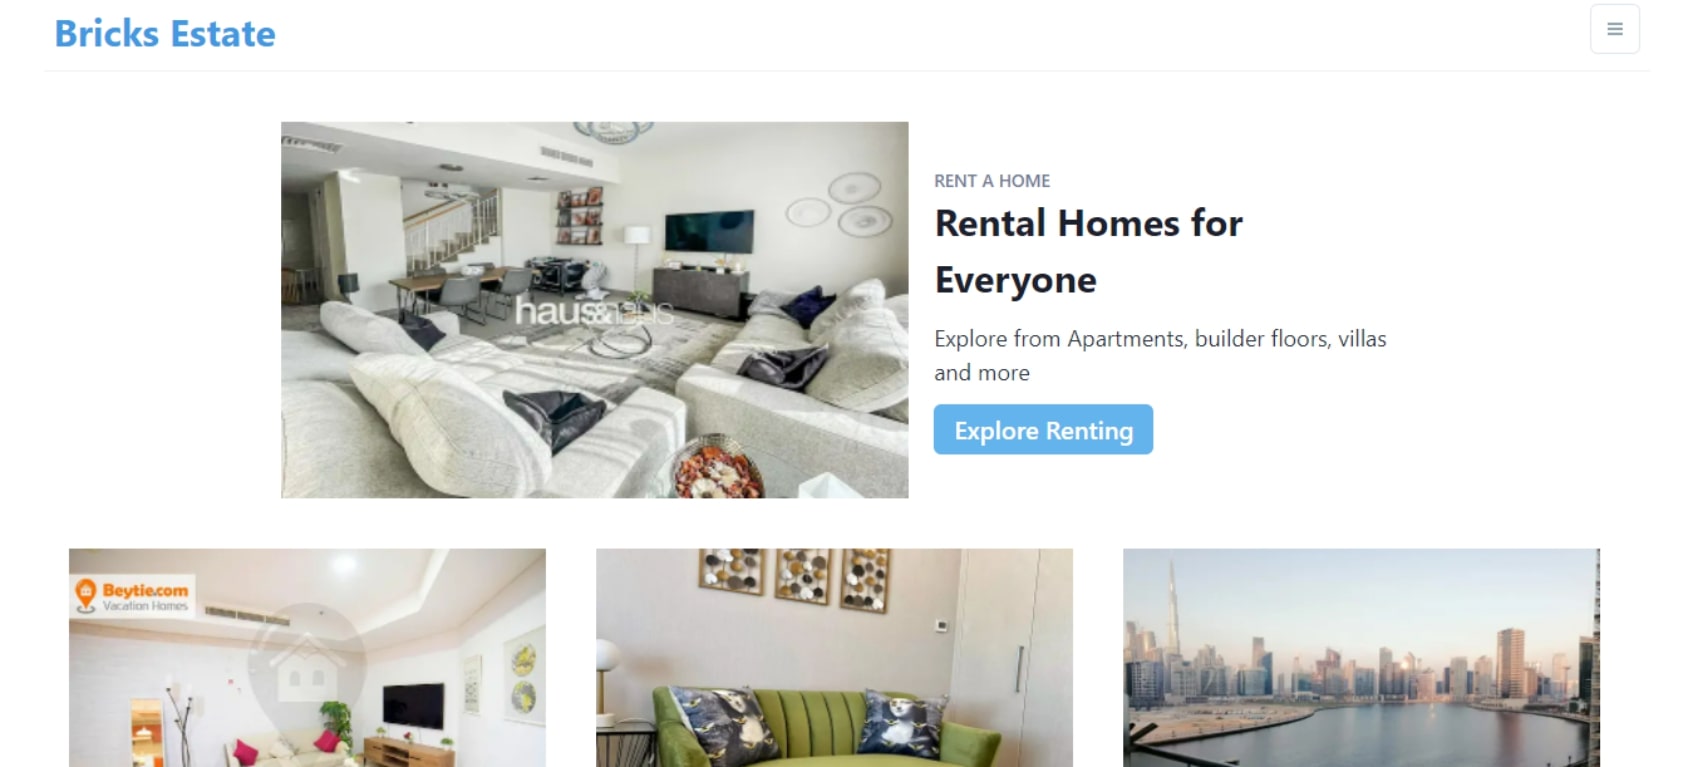 Bricks Estate
haus&haus
RENT A HOME
Rental Homes for
Everyone
Explore from Apartments, builder floors, villas
and more
Explore Renting
Beytie.com
Vacation Homes